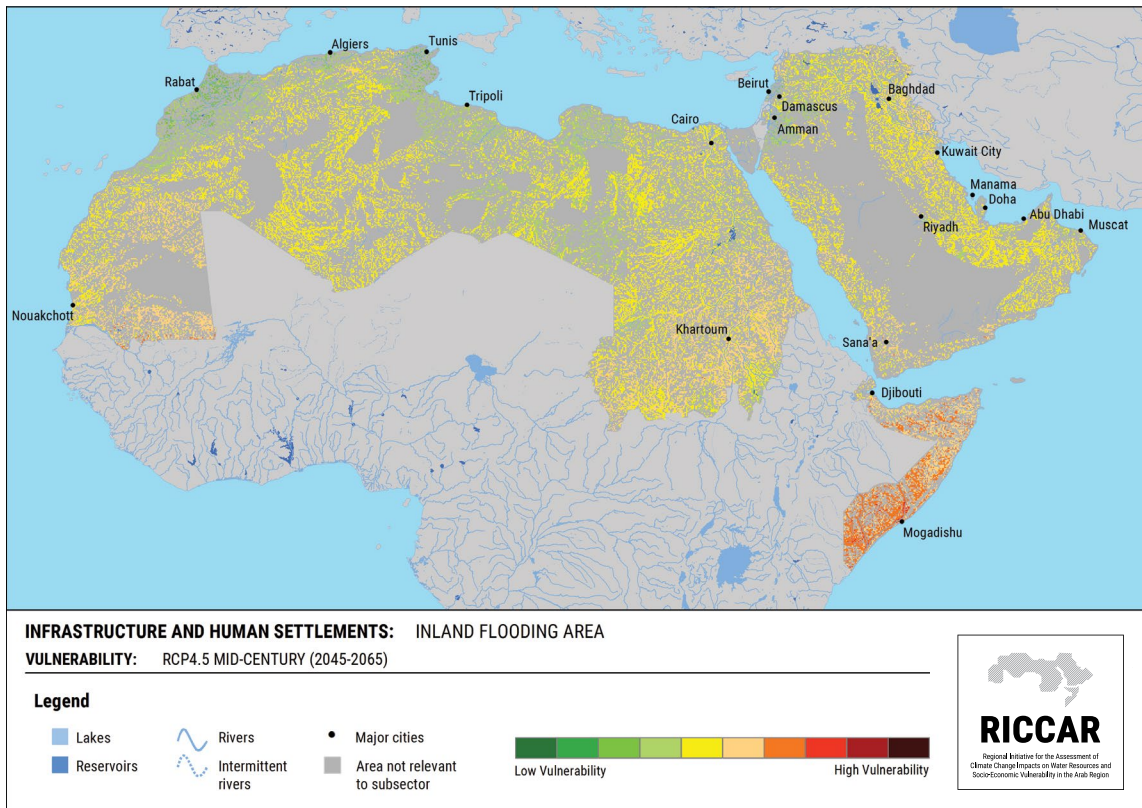 Algiers
Tunis
Rabat
Tripoli
Beirut
Damascus
Baghdad
Amman
Cairo
Kuwait City
Manama
Doha
Abu Dhabi
Riyadh
Muscat
Nouakchott
Khartoum
Sana'a
Djibouti
Mogadishu
INFRASTRUCTURE AND HUMAN SETTLEMENTS: INLAND FLOODING AREA
VULNERABILITY: RCP4.5 MID-CENTURY (2045-2065)
Legend
Lakes
Reservoirs
Rivers
Intermittent
rivers
Major cities
Area not relevant
to subsector
Low Vulnerability
High Vulnerability
RICCAR
Regional Initiative for the Assessment of
Climate Change Impacts on Water Resources and
Socio-Economic Vulnerability in the Arab Region